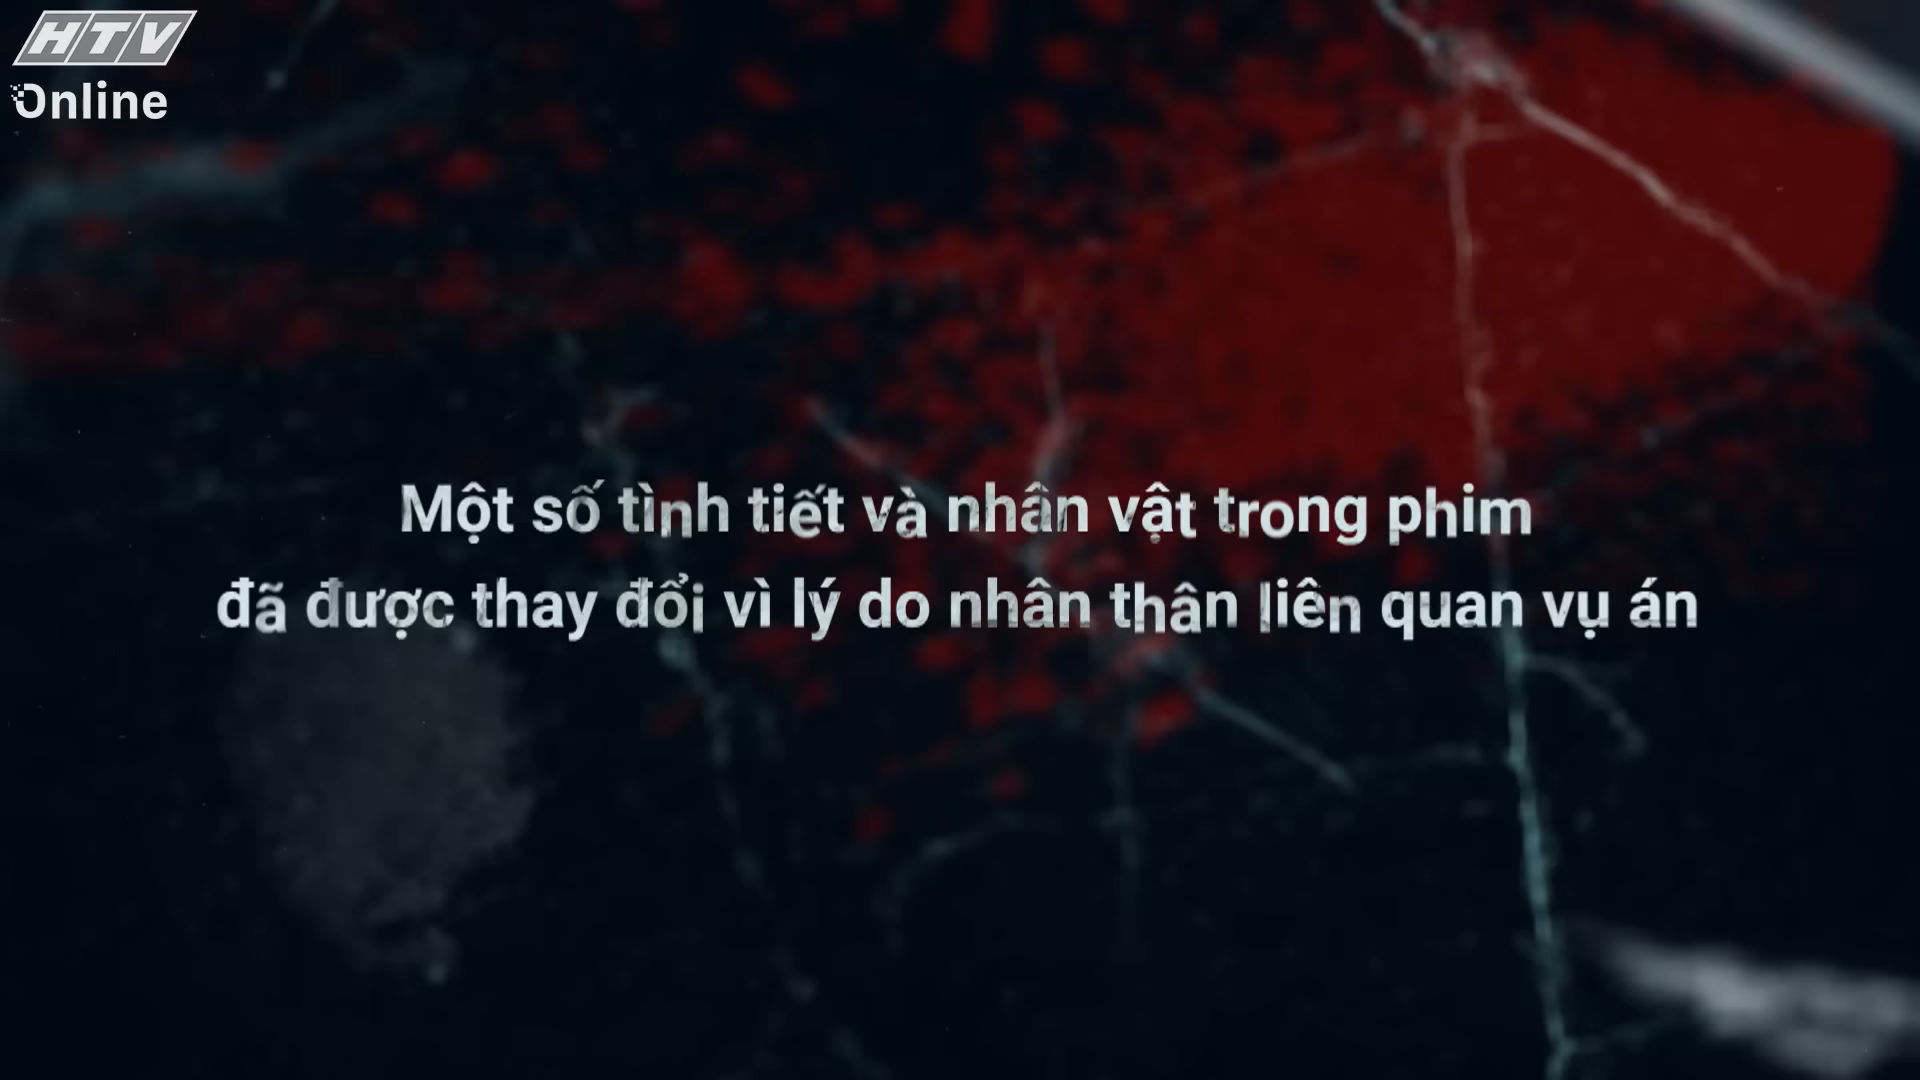 HTV
Online
Một số tình tiết và nhân vật trong phim
đã được thay đổi vì lý do nhân thân liên quan vụ án